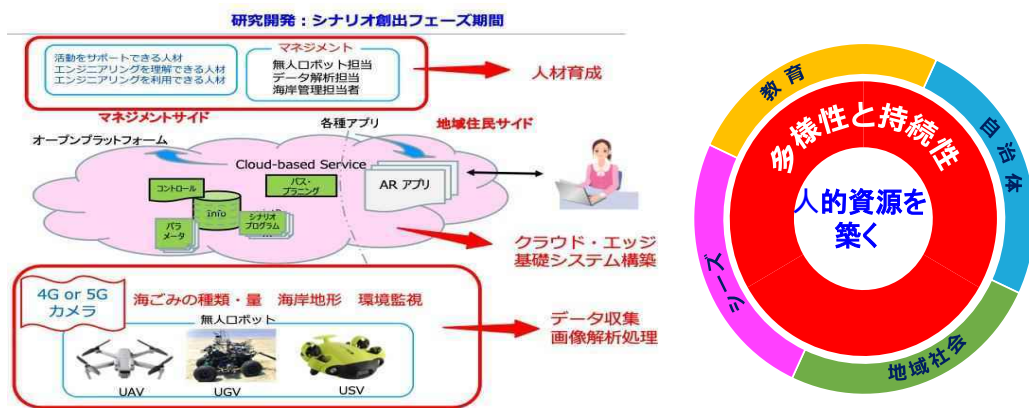 研究開発：シナリオ創出フェーズ期間
活動をサポートできる人材
エンジニアリングを理解できる人材
エンジニアリングを利用できる人材
マネジメント
無人ロボット担当
データ解析担当
海岸管理担当者
人材育成
マネジメントサイド
各種アプリ
地域住民サイド
オープンプラットフォーム
Cloud-based Service
コントロール
パス・
プラニング
AR アプリ
info
パラ
メータ
シナリオ
プログラム
...
クラウド・エッジ
基礎システム構築
4G or 5G
カメラ
海ごみの種類・量 海岸地形 環境監視
無人ロボット
データ収集
画像解析処理
UAV
UGV
USV
教育
自治体
地域社会
シーズ
多様性と持続性
人的資源を
築く